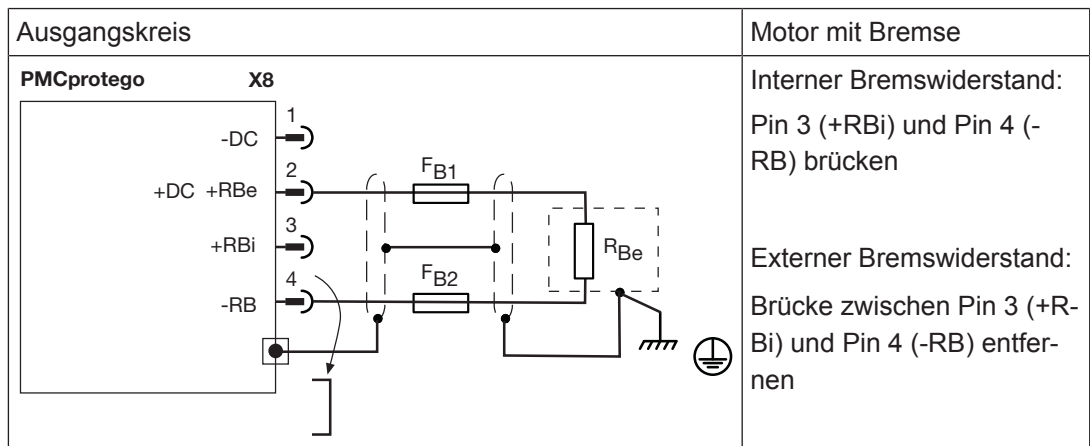 Ausgangskreis
Motor mit Bremse
PMCprotego X8
1
-DC
2
+DC +RBe
3
+RBi
4
-RB
FB1
FB2
RBe
Interner Bremswiderstand:
Pin 3 (+RBi) und Pin 4 (-
RB) brücken
Externer Bremswiderstand:
Brücke zwischen Pin 3 (+R-
Bi) und Pin 4 (-RB) entfer-
nen